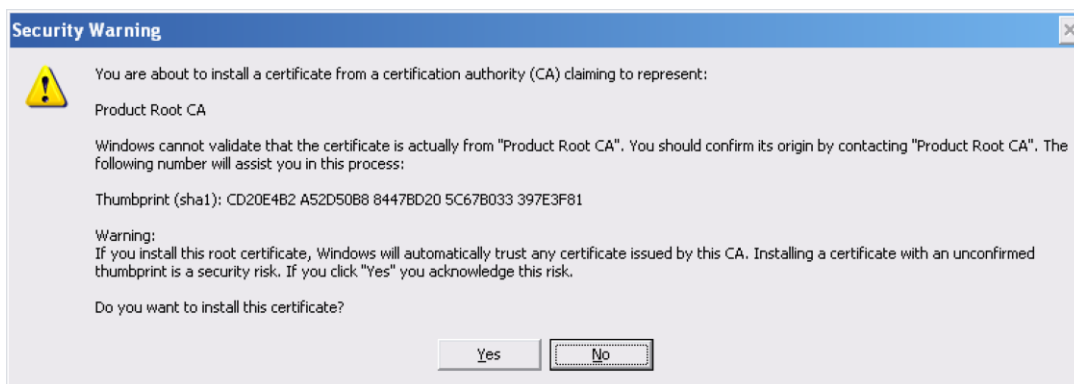 Security Warning
You are about to install a certificate from a certification authority (CA) claiming to represent:
Product Root CA
Windows cannot validate that the certificate is actually from "Product Root CA". You should confirm its origin by contacting "Product Root CA". The
following number will assist you in this process:
Thumbprint (sha1): CD20E4B2 A52D50B8 8447BD20 5C67B033 397E3F81
Warning:
If you install this root certificate, Windows will automatically trust any certificate issued by this CA. Installing a certificate with an unconfirmed
thumbprint is a security risk. If you click "Yes" you acknowledge this risk.
Do you want to install this certificate?
Yes No